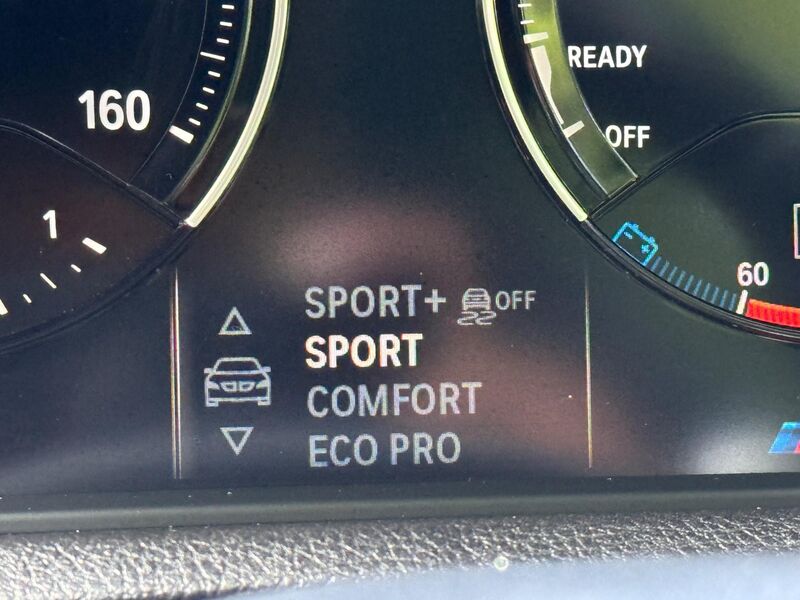 160
READY
OFF
1
60
SPORT+ OFF
SPORT
COMFORT
ECO PRO